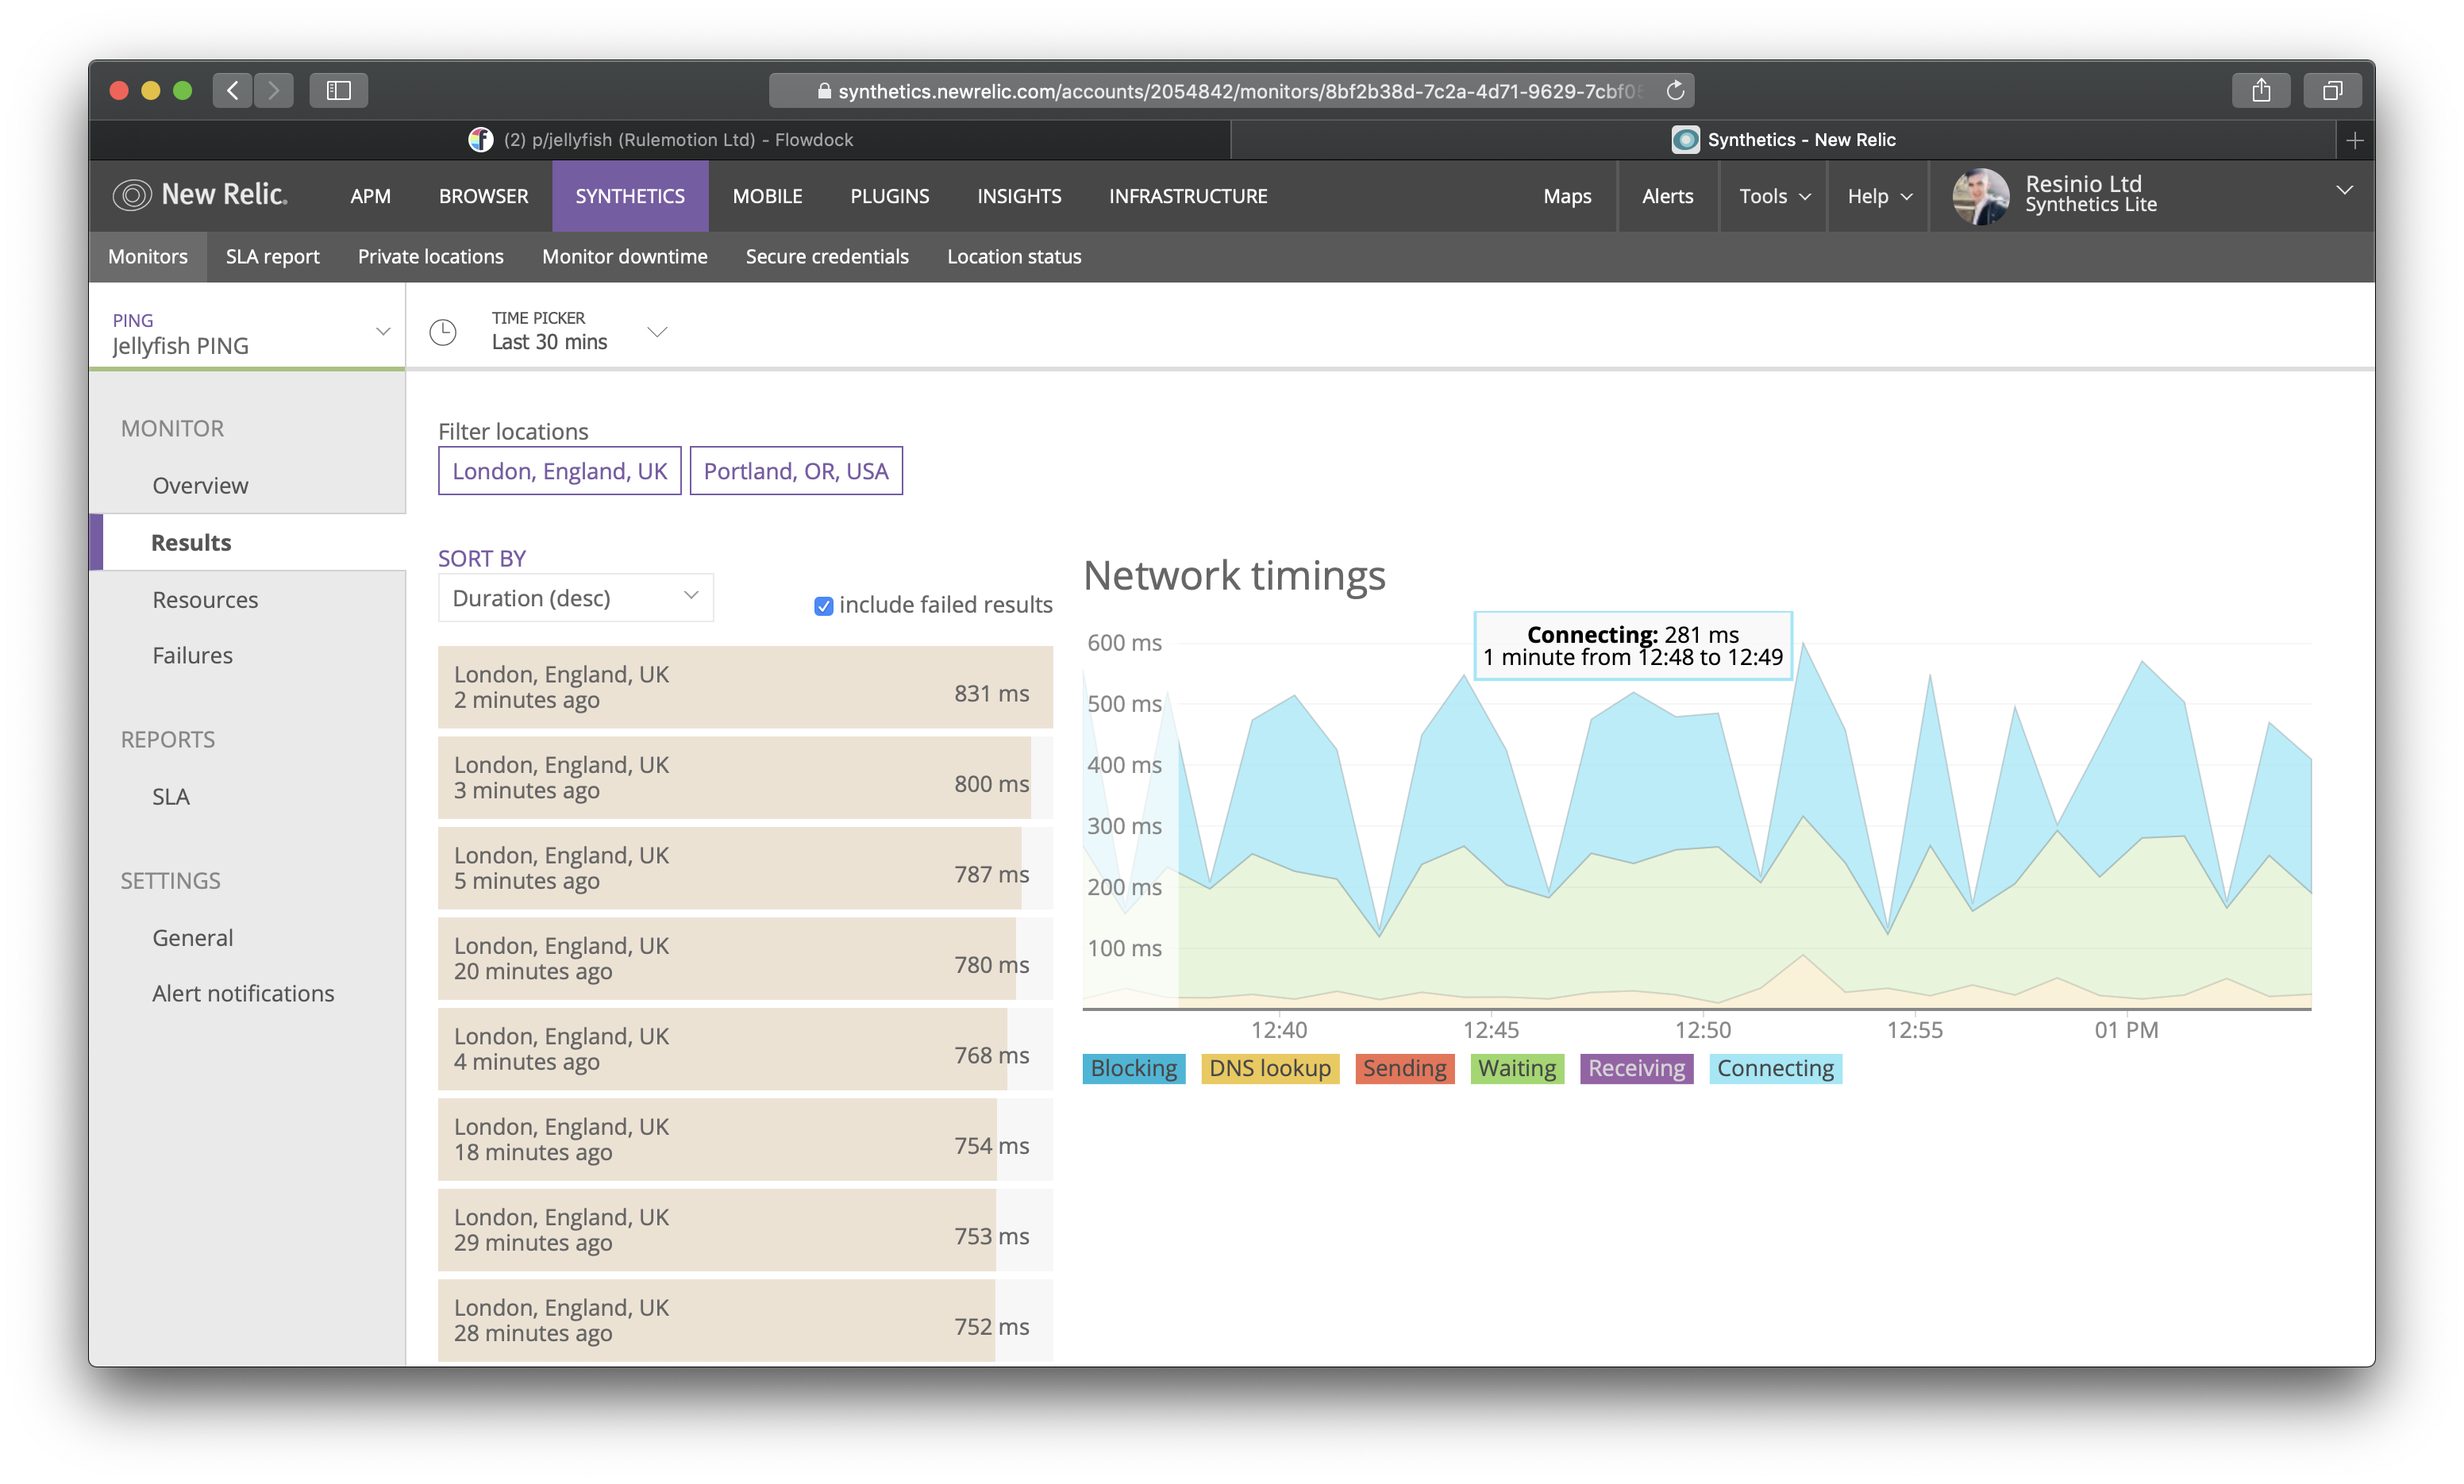 synthetics.newrelic.com/accounts/2054842/monitors/8bf2b38d-7c2a-4d71-9629-7cbf05
(2) p/jellyfish (Rulemotion Ltd) - Flowdock
Synthetics - New Relic
New Relic.
APM
BROWSER
SYNTHETICS
MOBILE
PLUGINS
INSIGHTS
INFRASTRUCTURE
Maps
Alerts
Tools
Help
Resinio Ltd
Synthetics Lite
Monitors
SLA report
Private locations
Monitor downtime
Secure credentials
Location status
PING
Jellyfish PING
TIME PICKER
Last 30 mins
MONITOR
Overview
Results
Resources
Failures
REPORTS
SLA
SETTINGS
General
Alert notifications
Filter locations
London, England, UK
Portland, OR, USA
SORT BY
Duration (desc)
include failed results
London, England, UK
2 minutes ago
831 ms
London, England, UK
3 minutes ago
800 ms
London, England, UK
5 minutes ago
787 ms
London, England, UK
20 minutes ago
780 ms
London, England, UK
4 minutes ago
768 ms
London, England, UK
18 minutes ago
754 ms
London, England, UK
29 minutes ago
753 ms
London, England, UK
28 minutes ago
752 ms
Network timings
Connecting: 281 ms
1 minute from 12:48 to 12:49
600 ms
500 ms
400 ms
300 ms
200 ms
100 ms
12:40
12:45
12:50
12:55
01 PM
Blocking
DNS lookup
Sending
Waiting
Receiving
Connecting